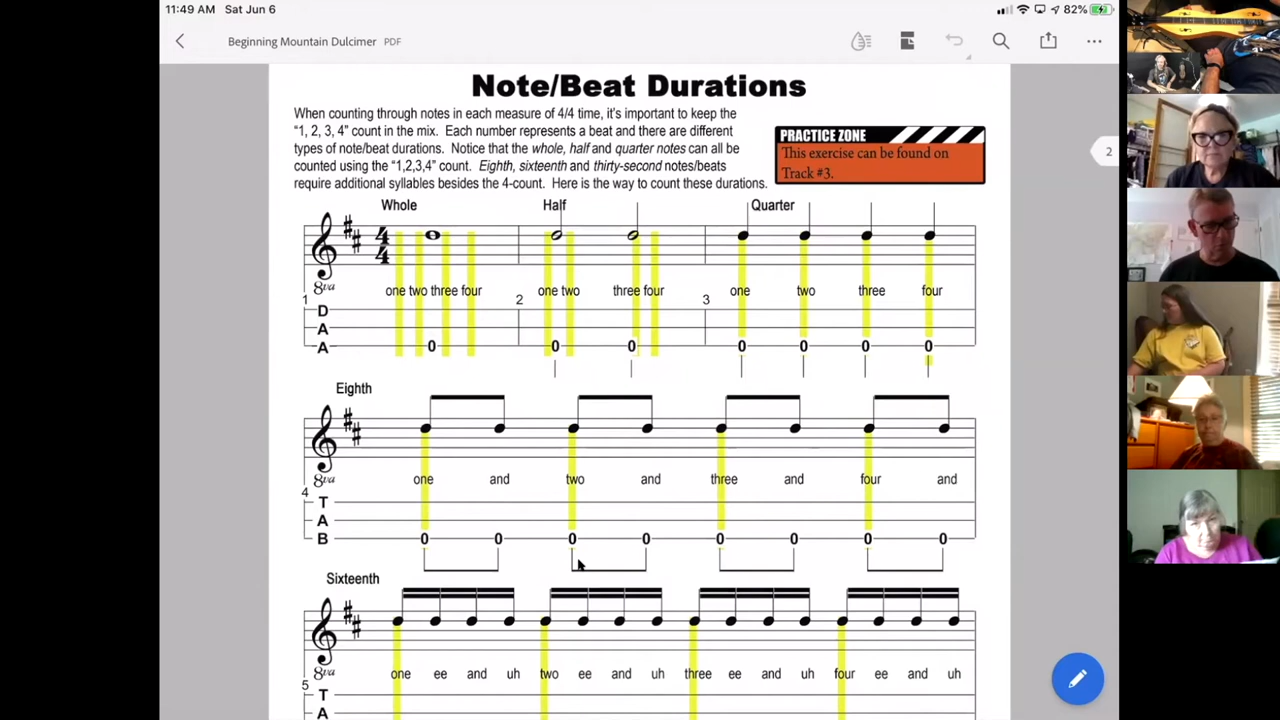 11:49 AM Sat Jun 6
82%
Beginning Mountain Dulcimer PDF
Note/Beat Durations
When counting through notes in each measure of 4/4 time, it's important to keep the
"1, 2, 3, 4" count in the mix. Each number represents a beat and there are different
types of note/beat durations. Notice that the whole, half and quarter notes can all be
counted using the "1,2,3,4" count. Eighth, sixteenth and thirty-second notes/beats
require additional syllables besides the 4-count. Here is the way to count these durations.
PRACTICE ZONE
This exercise can be found on
Track #3.
2
Whole Half Quarter
4
4
8va
one two three four one two three four one two three four
1 2 3
D
A
A 0 0 0 0 0 0 0
Eighth
8va
one and two and three and four and
4
T
A
B 0 0 0 0 0 0 0 0
Sixteenth
8va
one ee and uh two ee and uh three ee and uh four ee and uh
5
T
A